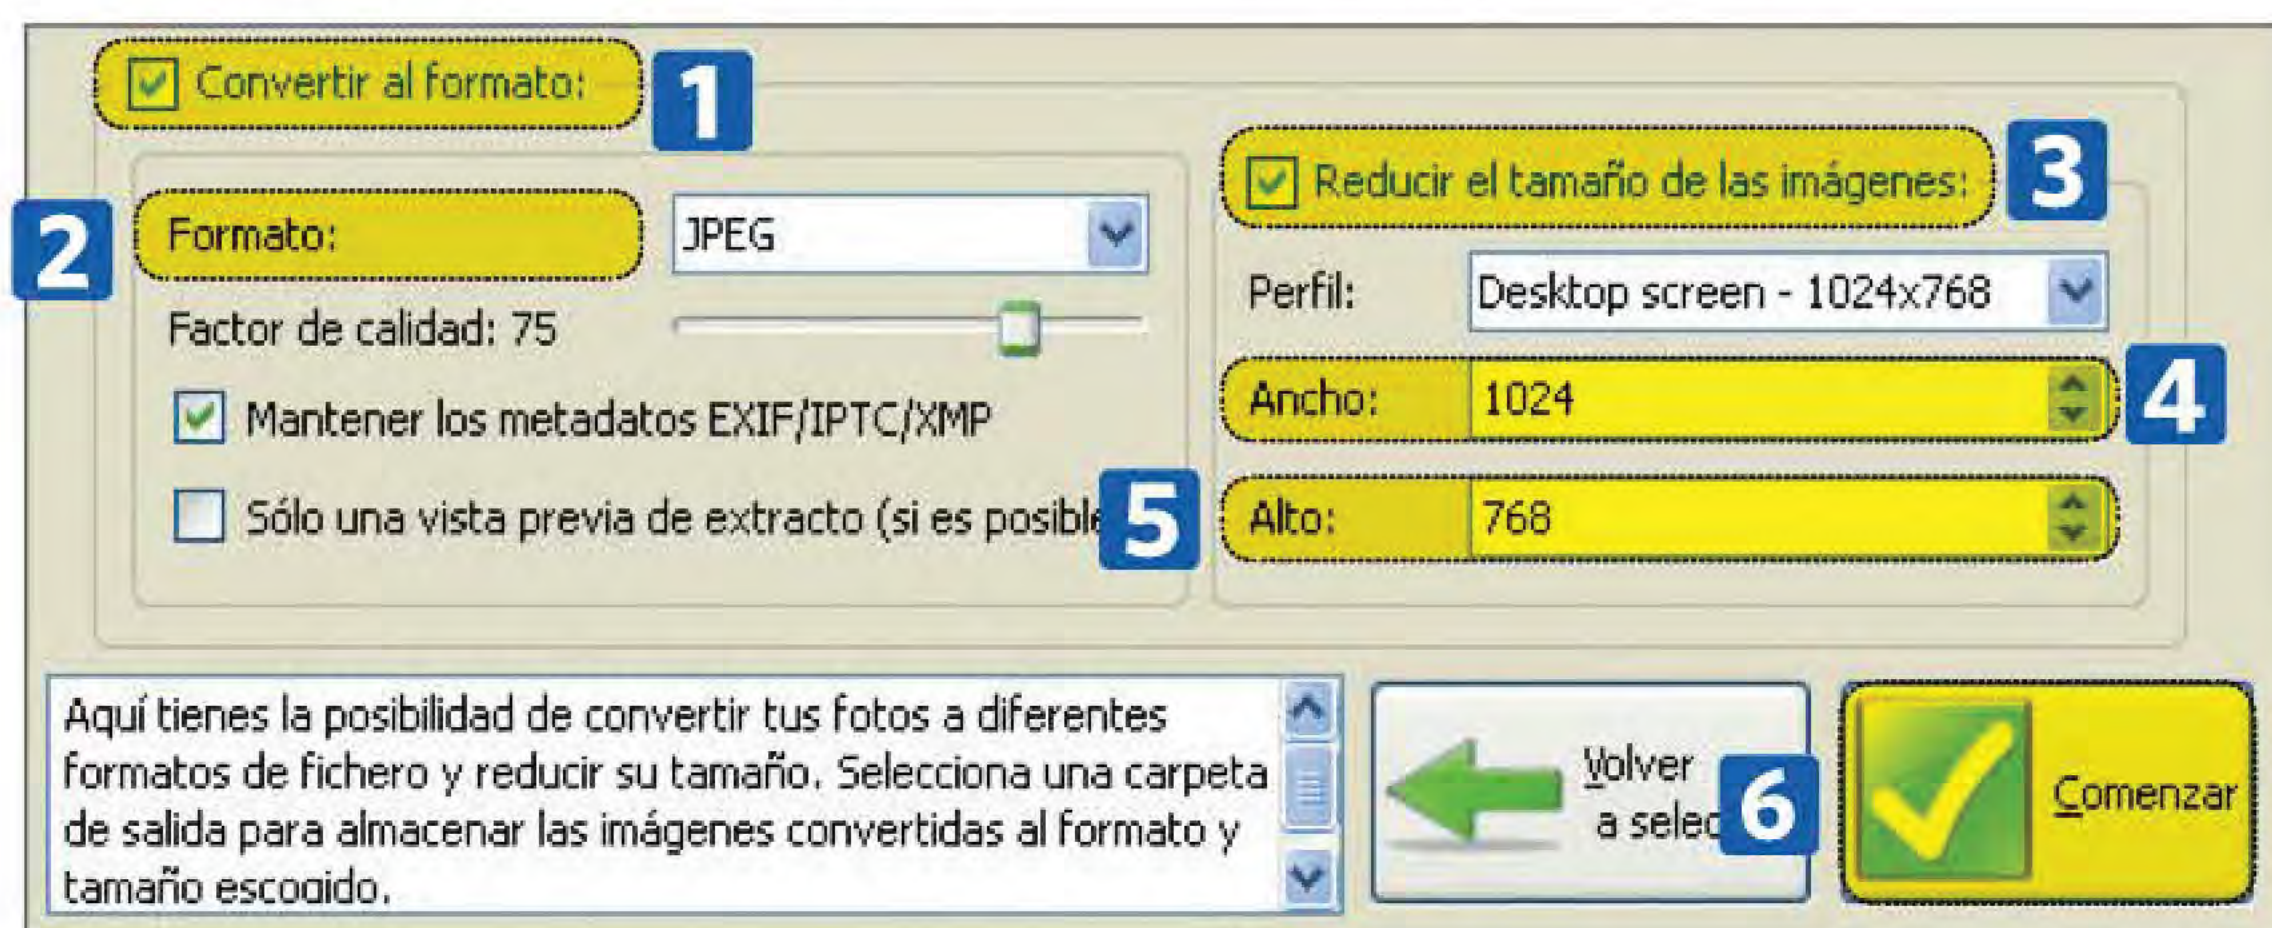 Convertir al formato:
1
2
Formato:
JPEG
Factor de calidad: 75
Mantener los metadatos EXIF/IPTC/XMP
Sólo una vista previa de extracto (si es posible
Reducir el tamaño de las imágenes:
3
Perfil:
Desktop screen - 1024x768
Ancho:
1024
4
5
Alto:
768
Aquí tienes la posibilidad de convertir tus fotos a diferentes
formatos de fichero y reducir su tamaño. Selecciona una carpeta
de salida para almacenar las imágenes convertidas al formato y
tamaño escogido.
Volver
a selec
6
Comenzar